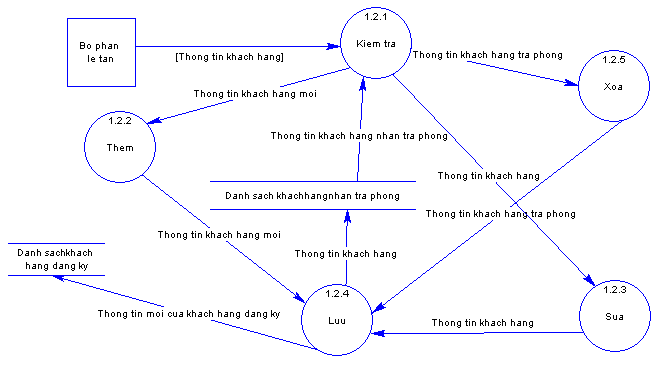 1.2.1
Kiem tra
Bo phan
le tan
[Thong tin khach hang]
Thong tin khach hang tra phong
1.2.5
Xoa
Thong tin khach hang moi
1.2.2
Them
Thong tin khach hang nhan tra phong
Thong tin khach hang
Danh sach khachhangnhan tra phong
Thong tin khach hang tra phong
Thong tin khach hang moi
Danh sachkhach
hang dang ky
Thong tin khach hang
1.2.4
Luu
1.2.3
Sua
Thong tin moi cua khach hang dang ky
Thong tin khach hang